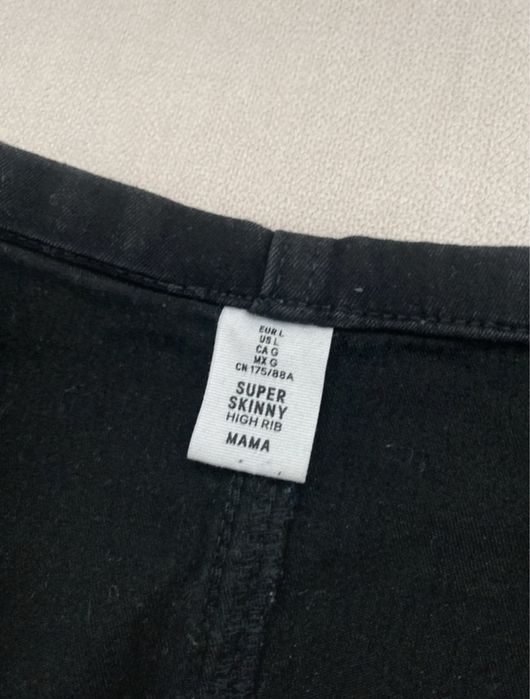 EUR L
US L
CA G
MX G
CN 175/88A
SUPER
SKINNY
HIGH RIB
MAMA